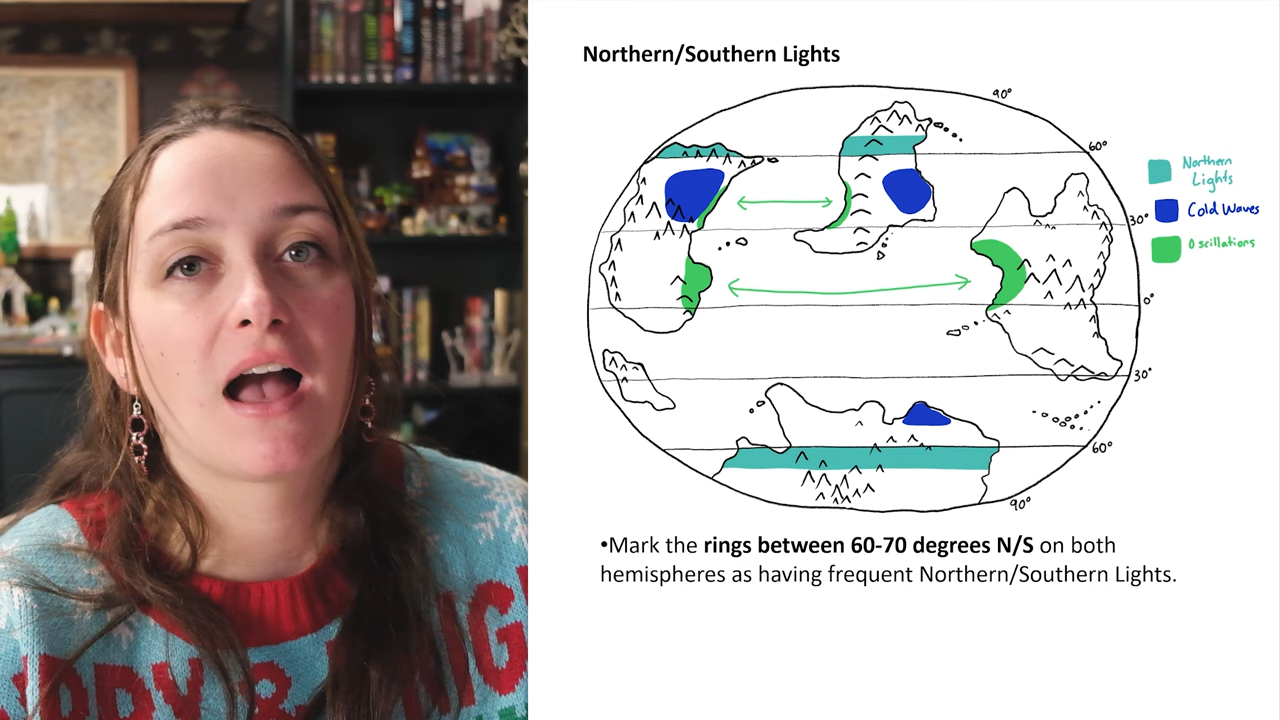 Northern/Southern Lights
90°
60°
Northern
Lights
Cold Waves
30°
Oscillations
0°
30°
60°
90°
•Mark the rings between 60-70 degrees N/S on both
hemispheres as having frequent Northern/Southern Lights.